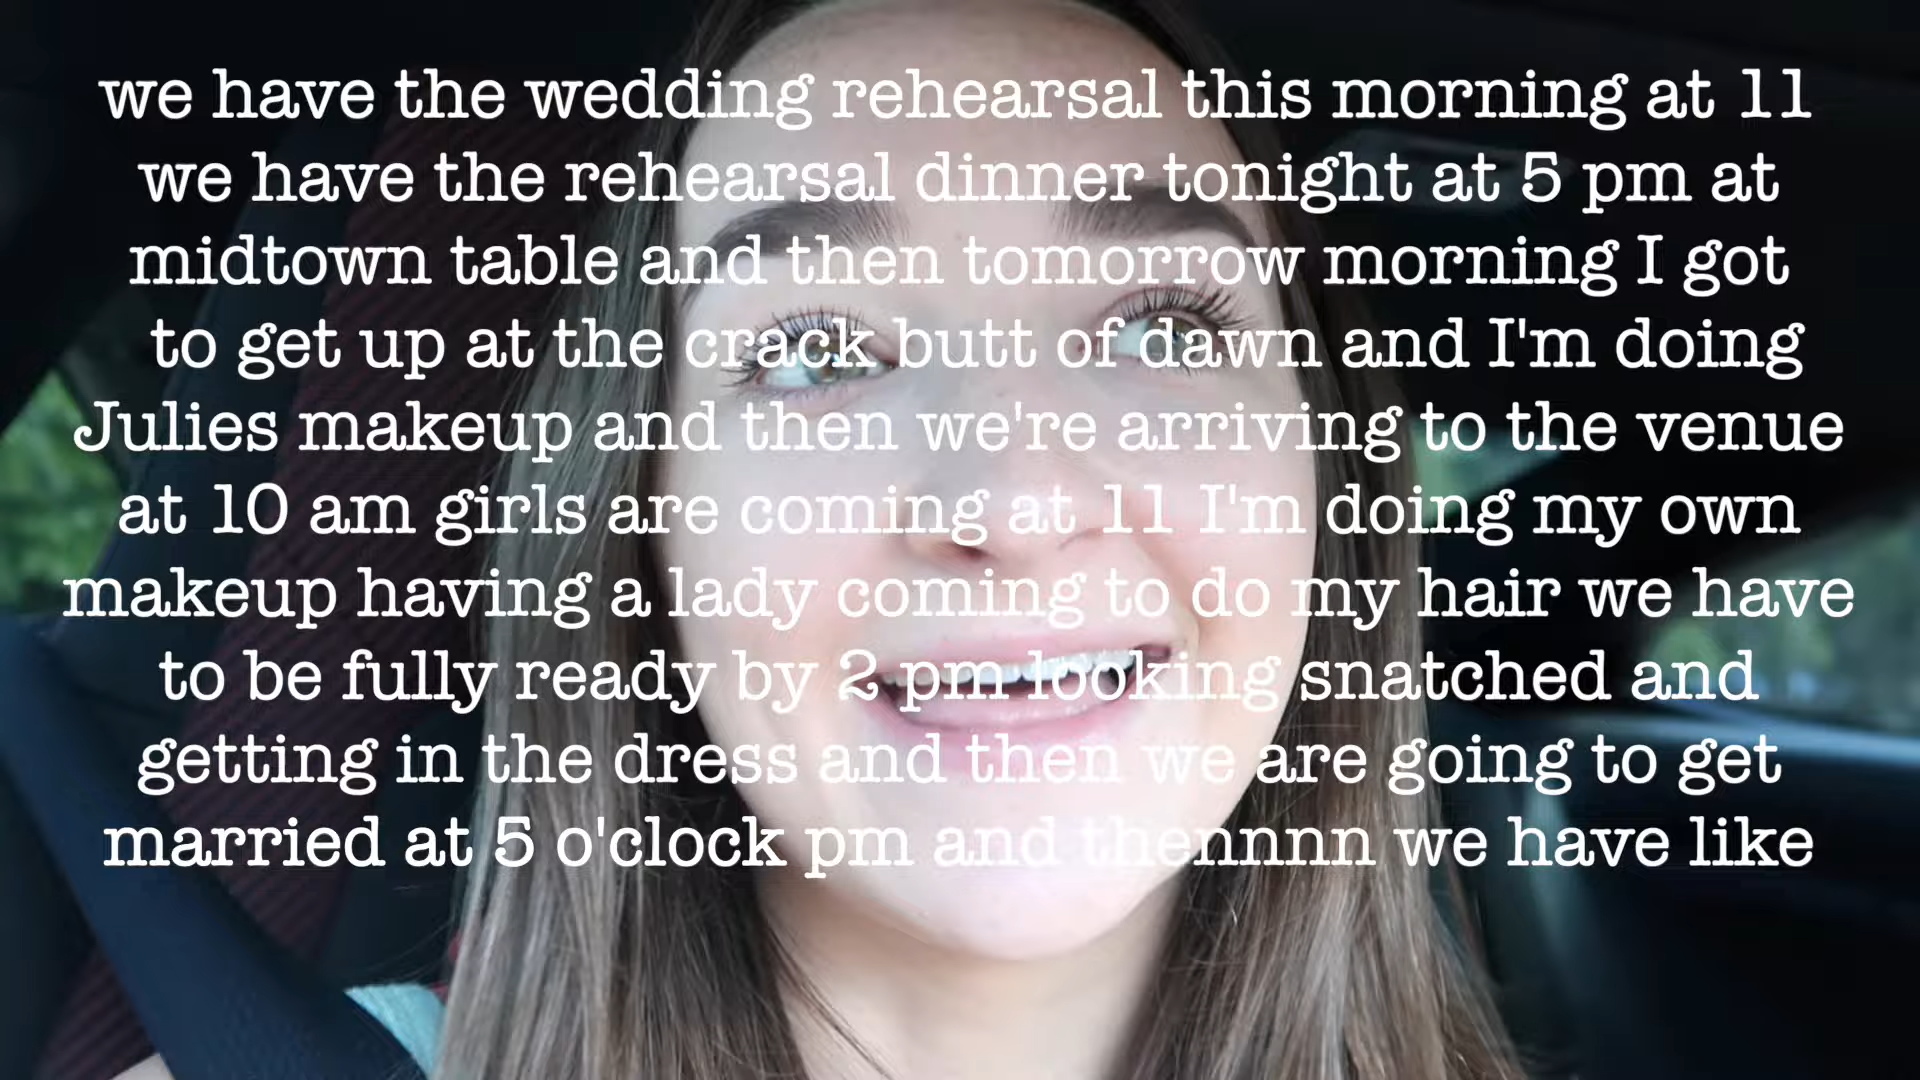 we have the wedding rehearsal this morning at 11
we have the rehearsal dinner tonight at 5 pm at
midtown table and then tomorrow morning I got
to get up at the crack butt of dawn and I'm doing
Julies makeup and then we're arriving to the venue
at 10 am girls are coming at 11 I'm doing my own
makeup having a lady coming to do my hair we have
to be fully ready by 2 pm looking snatched and
getting in the dress and then we are going to get
married at 5 o'clock pm and thennnnn we have like